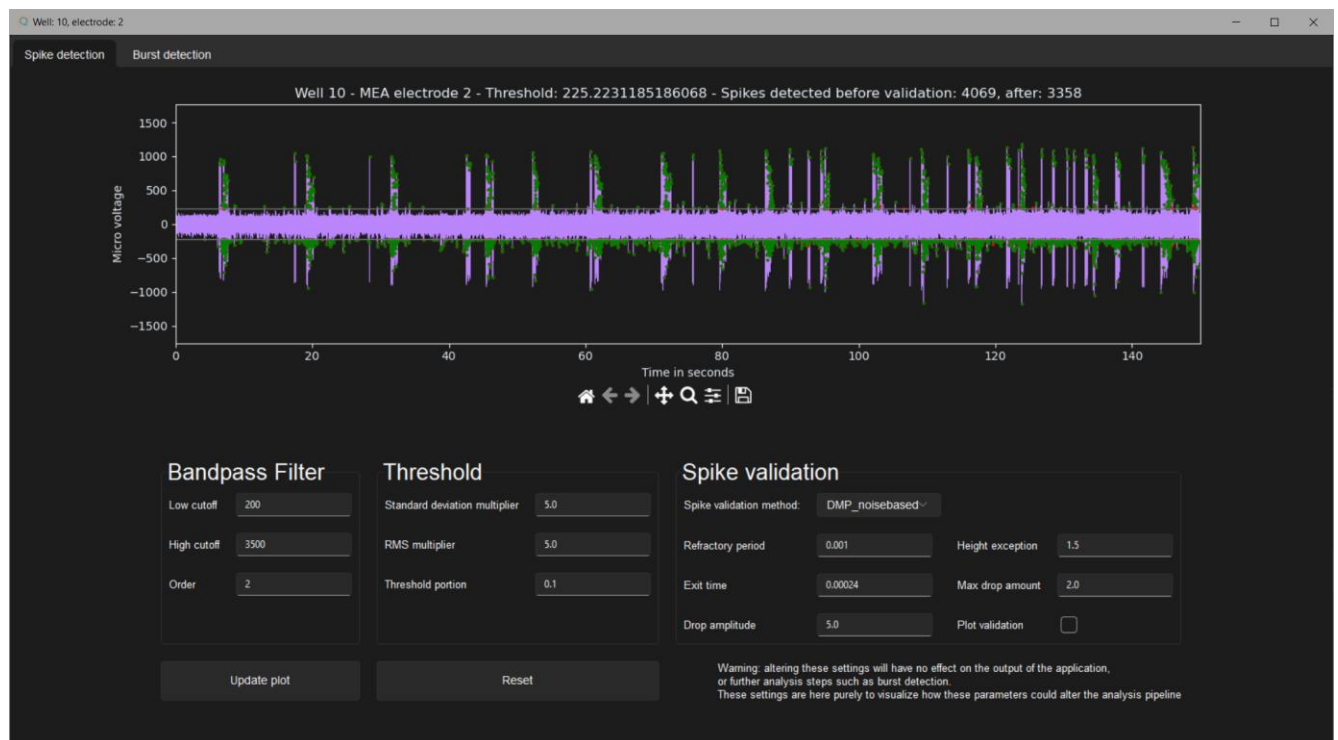 Well: 10, electrode: 2
Spike detection
Burst detection
Well 10 - MEA electrode 2 - Threshold: 225.2231185186068 - Spikes detected before validation: 4069, after: 3358
Micro voltage
1500
1000
500
0
−500
−1000
−1500
0
20
40
60
80
100
120
140
Time in seconds
Bandpass Filter
Low cutoff
200
High cutoff
3500
Order
2
Threshold
Standard deviation multiplier
5.0
RMS multiplier
5.0
Threshold portion
0.1
Spike validation
Spike validation method:
DMP_noisebased
Refractory period
0.001
Height exception
1.5
Exit time
0.00024
Max drop amount
2.0
Drop amplitude
5.0
Plot validation
Update plot
Reset
Warning: altering these settings will have no effect on the output of the application,
or further analysis steps such as burst detection.
These settings are here purely to visualize how these parameters could alter the analysis pipeline